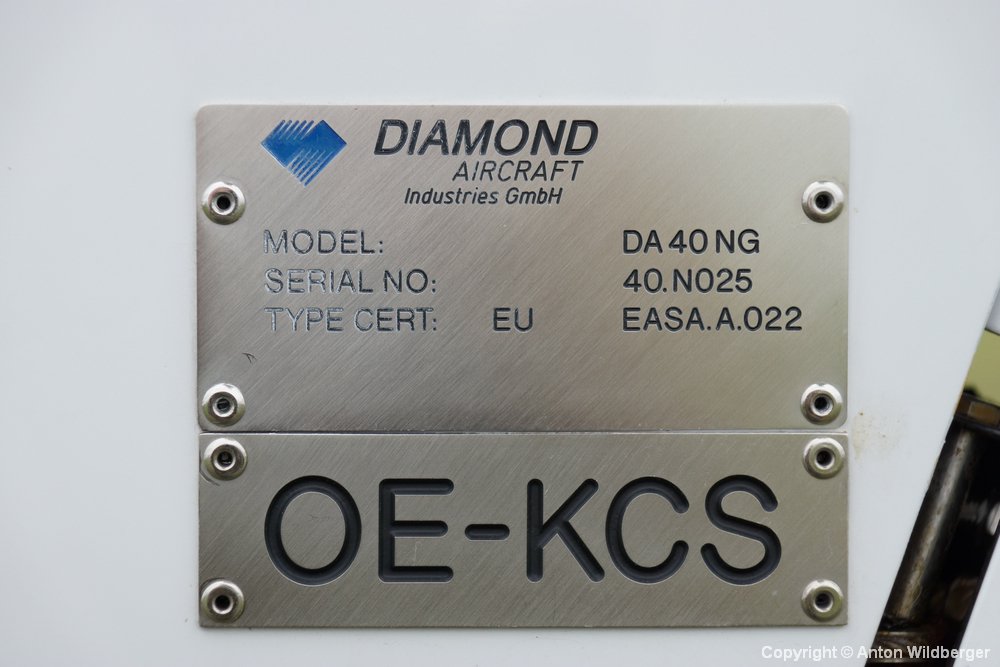 DIAMOND
AIRCRAFT
Industries GmbH
MODEL: DA 40 NG
SERIAL NO: 40.N025
TYPE CERT: EU EASA.A.022
OE-KCS
Copyright © Anton Wildberger